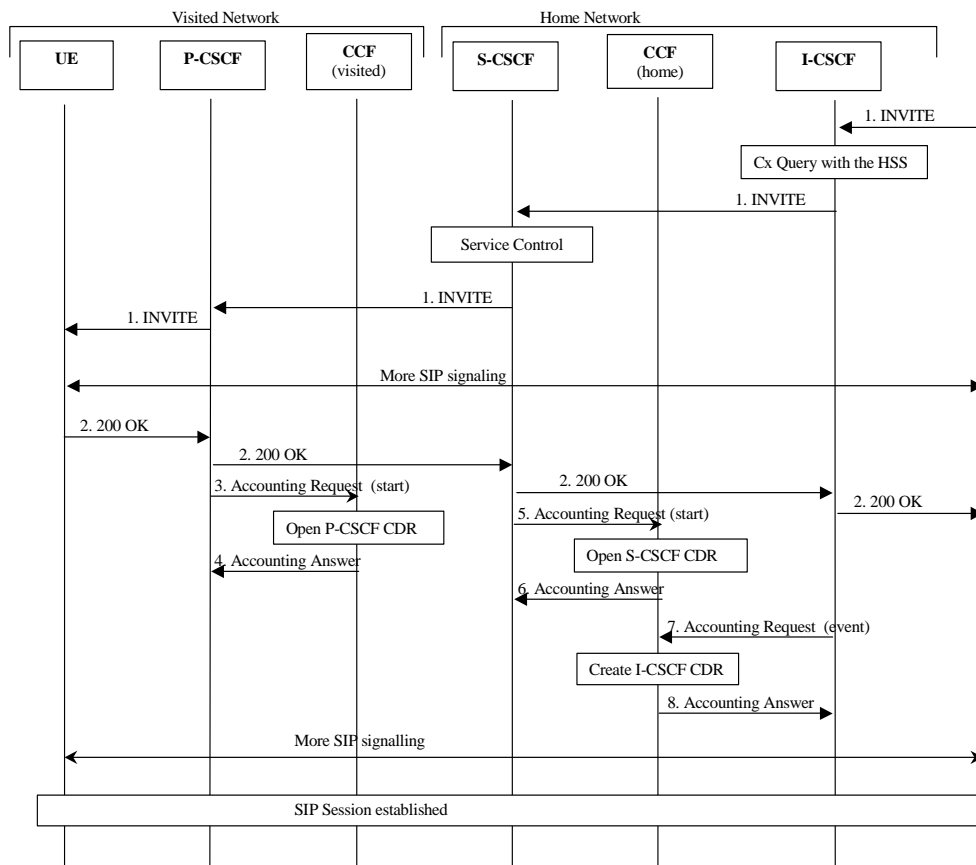 Visited Network
Home Network
UE
P-CSCF
CCF
(visited)
S-CSCF
CCF
(home)
I-CSCF
1. INVITE
Cx Query with the HSS
1. INVITE
Service Control
1. INVITE
1. INVITE
More SIP signaling
2. 200 OK
2. 200 OK
3. Accounting Request (start)
2. 200 OK
2. 200 OK
Open P-CSCF CDR
5. Accounting Request (start)
4. Accounting Answer
Open S-CSCF CDR
6. Accounting Answer
7. Accounting Request (event)
Create I-CSCF CDR
8. Accounting Answer
More SIP signalling
SIP Session established